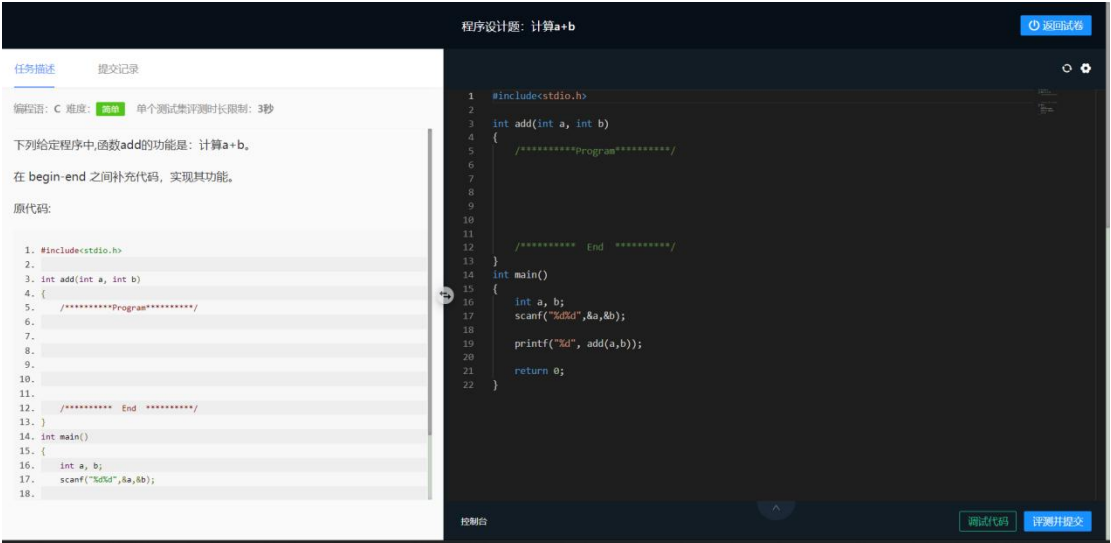 程序设计题：计算a+b
返回试卷
任务描述 提交记录
编程语：C 难度：简单 单个测试集评测时长限制：3秒
下列给定程序中,函数add的功能是：计算a+b。
在 begin-end 之间补充代码，实现其功能。
原代码:
1. #include<stdio.h>
2.
3. int add(int a, int b)
4. {
5. /**********Program**********/
6.
7.
8.
9.
10.
11.
12. /********** End **********/
13. }
14. int main()
15. {
16. int a, b;
17. scanf("%d%d",&a,&b);
18.
1 #include<stdio.h>
2
3 int add(int a, int b)
4 {
5 /**********Program**********/
6
7
8
9
10
11
12 /********** End **********/
13 }
14 int main()
15 {
16 int a, b;
17 scanf("%d%d",&a,&b);
18
19 printf("%d", add(a,b));
20
21 return 0;
22 }
控制台 调试代码 评测并提交